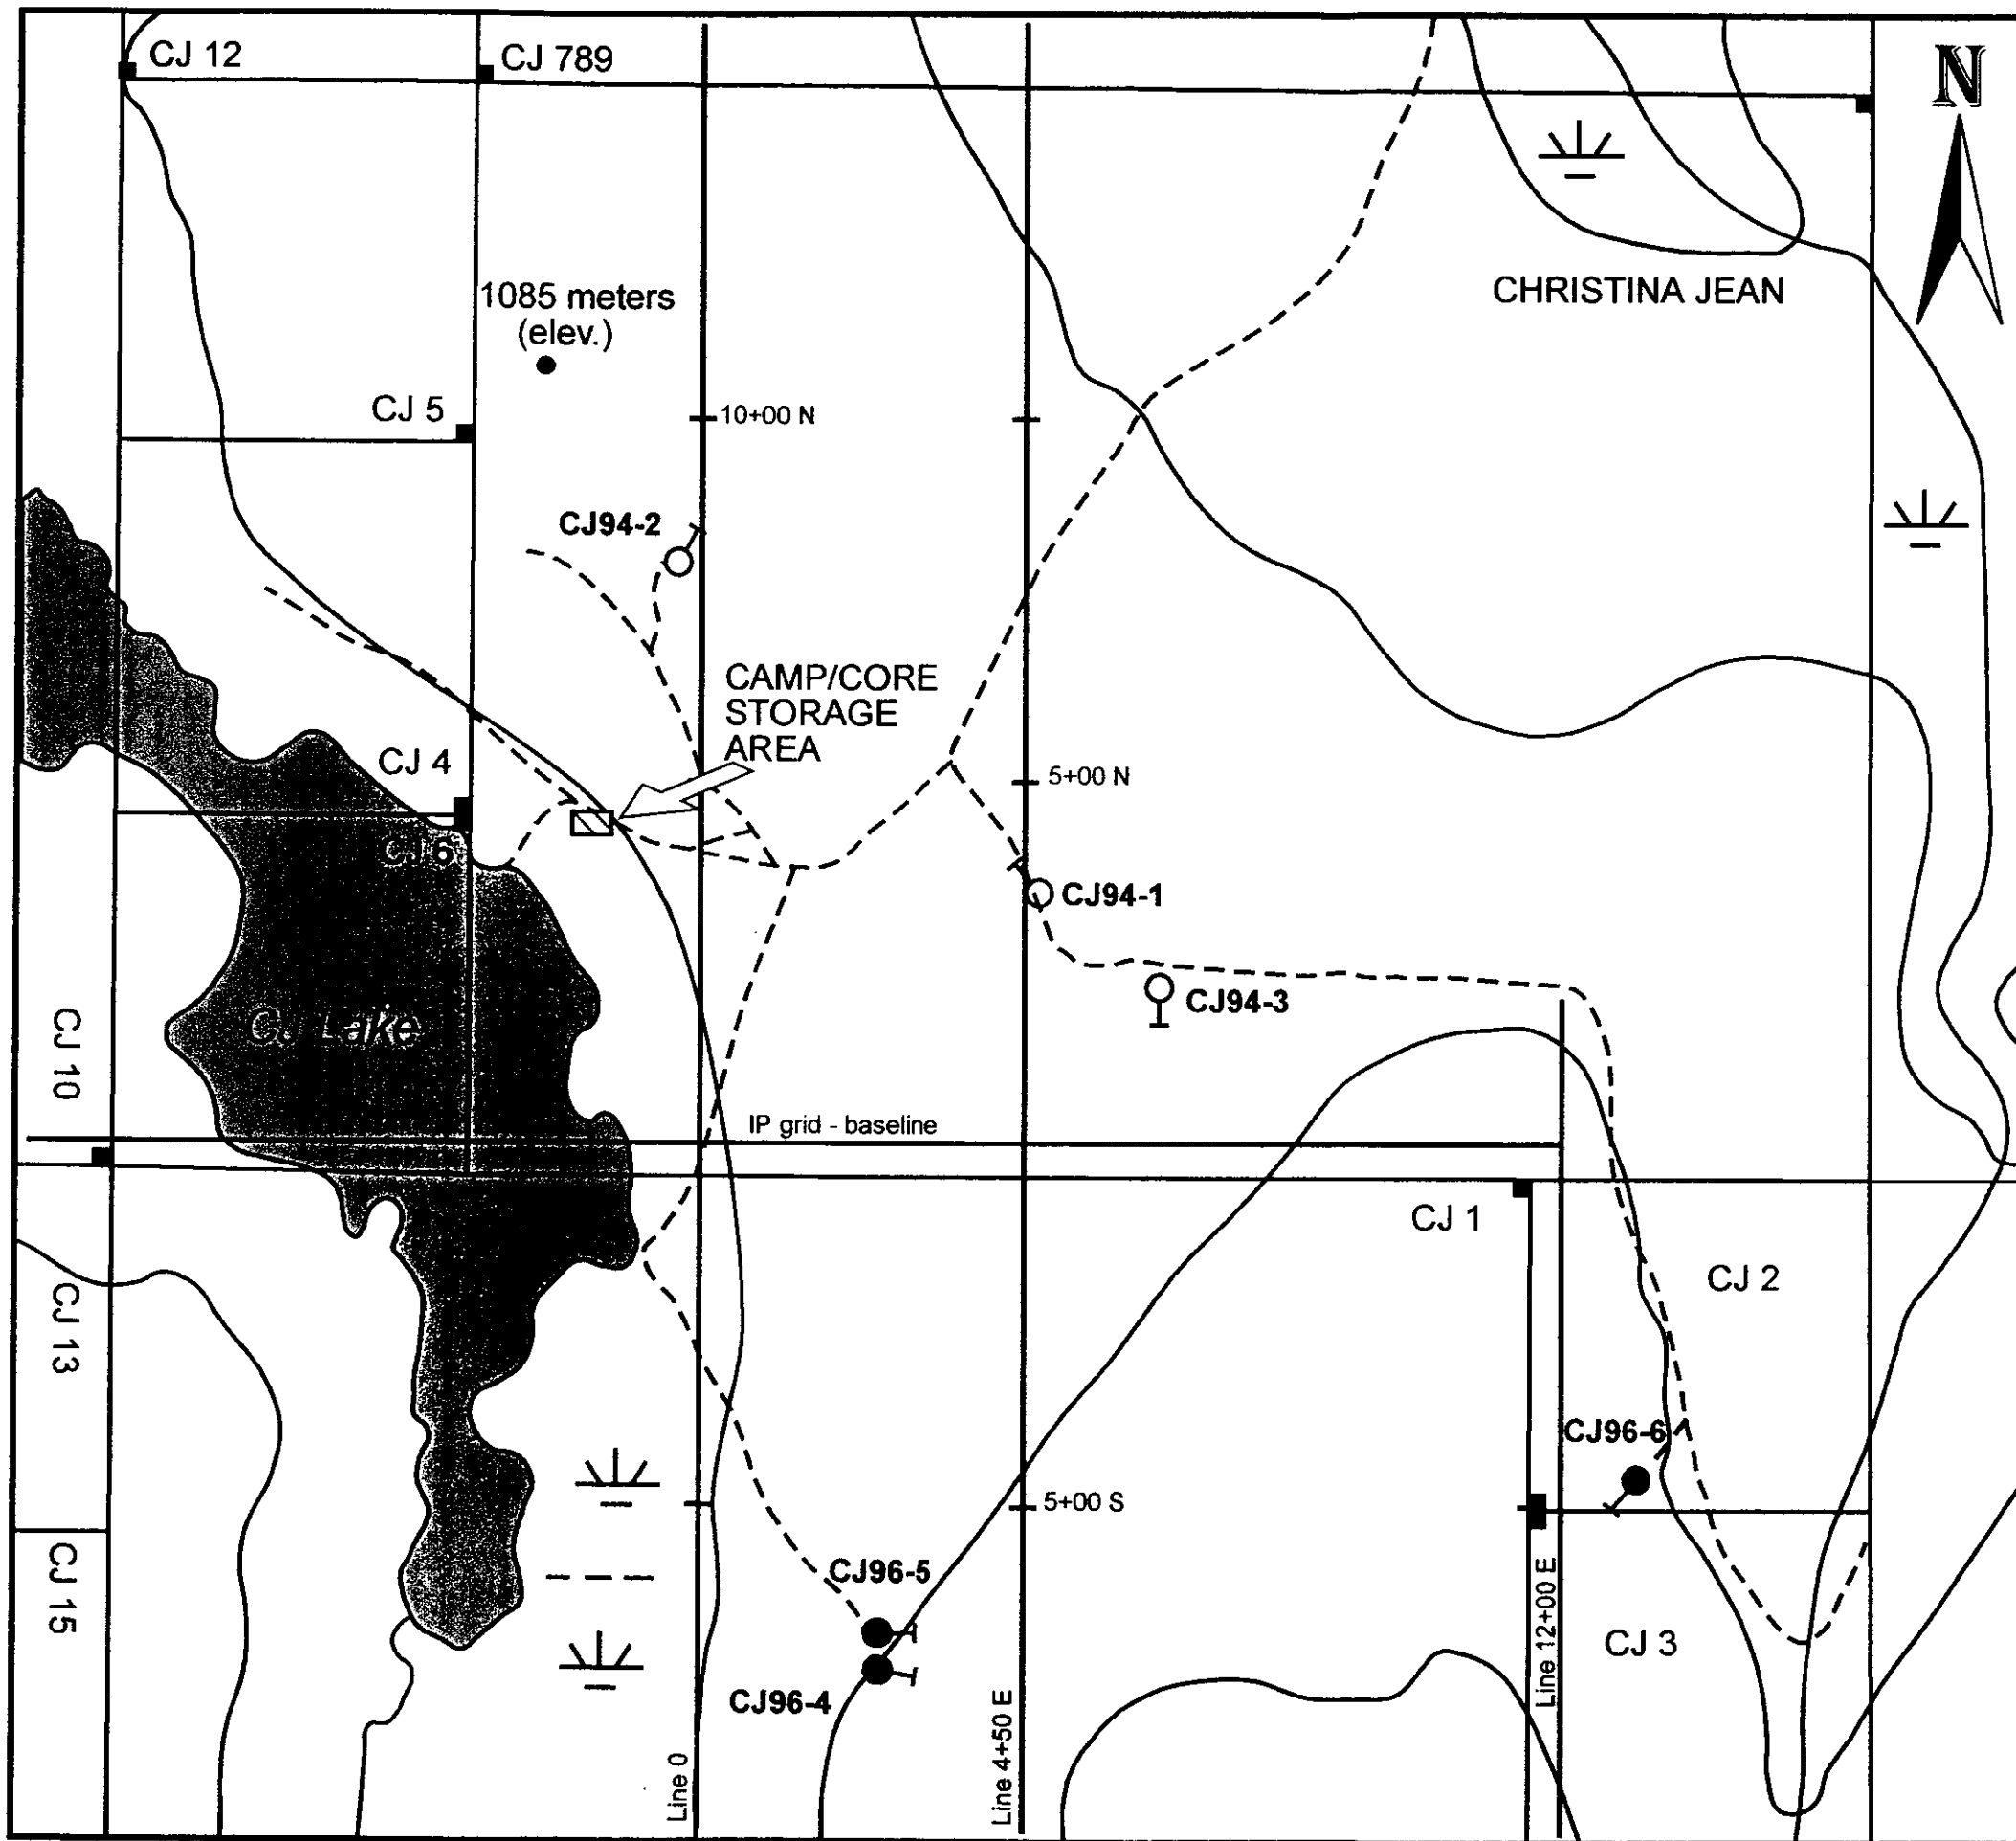 CJ 12
CJ 789
N
1085 meters
(elev.)
CHRISTINA JEAN
CJ 5
10+00 N
CJ94-2
CAMP/CORE
STORAGE
AREA
CJ 4
5+00 N
CJ 6
CJ94-1
CJ94-3
CJ Lake
CJ 10
IP grid - baseline
CJ 1
CJ 2
CJ 13
CJ96-6
5+00 S
CJ 15
CJ96-5
CJ 3
CJ96-4
Line 0
Line 4+50 E
Line 12+00 E